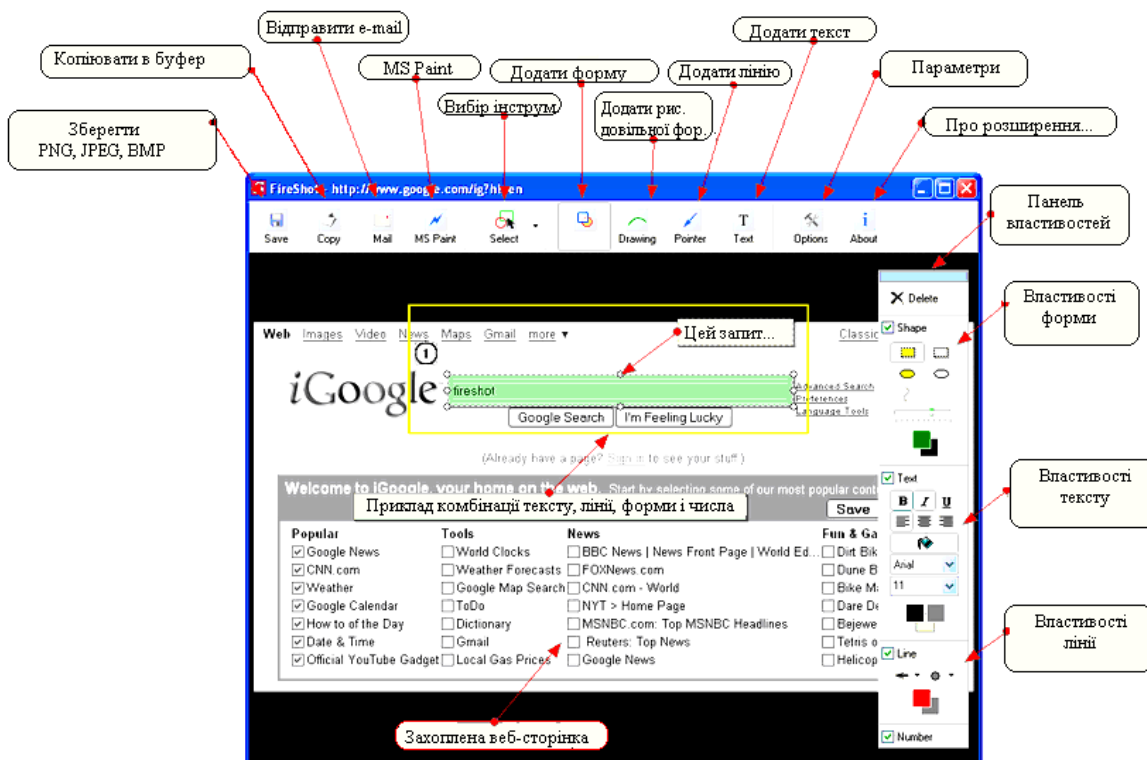 Відправити e-mail
Додати текст
Копіювати в буфер
MS Paint
Додати форму
Додати лінію
Параметри
Вибір інструм.
Додати рис.
довільної фор...
Зберегти
PNG, JPEG, BMP
Про розширення...
FireShot - http://www.google.com/ig?hl=en
Панель
властивостей
Save Copy Mail MS Paint Select Drawing Pointer Text Options About
Delete
Властивості
форми
Shape
Цей запит...
Web Images Video News Maps Gmail more ▼ Classic
1
iGoogle
fireshot
Advanced Search
Preferences
Language Tools
Google Search I'm Feeling Lucky
(Already have a page? Sign in to see your stuff.)
Welcome to iGoogle, your home on the web. Start by selecting some of our most popular conte
Text
B I U
Властивості
тексту
Приклад комбінації тексту, лінії, форми і числа
Save
Popular Tools News Fun & Ga
Google News World Clocks BBC News | News Front Page | World Ed... Dirt Bik
CNN.com Weather Forecasts FOXNews.com Dune B
Weather Google Map Search CNN.com - World Bike Ma
Google Calendar ToDo NYT > Home Page Dare De
How to of the Day Dictionary MSNBC.com: Top MSNBC Headlines Bejewe
Date & Time Gmail Reuters: Top News Tetris o
Official YouTube Gadget Local Gas Prices Google News Helicop
Arial
11
Властивості
лінії
Line
Number
Захоплена веб-сторінка